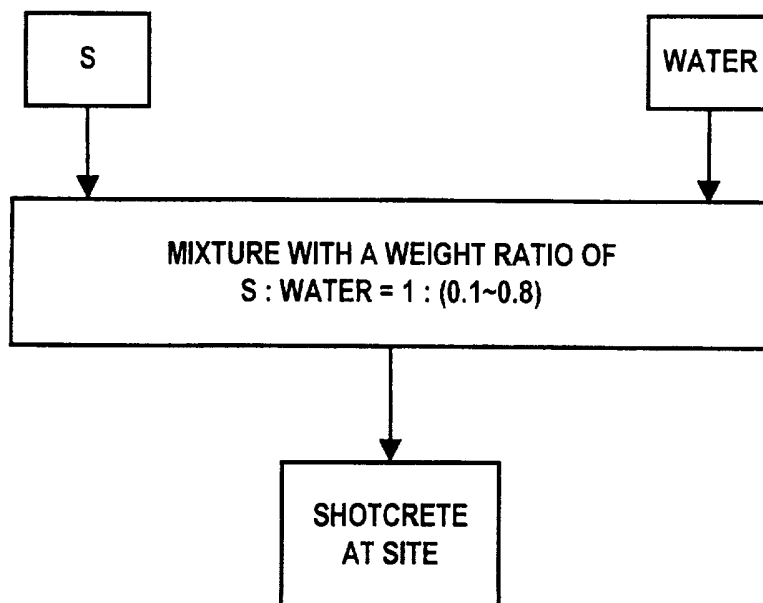 S
WATER
MIXTURE WITH A WEIGHT RATIO OF
S : WATER = 1 : (0.1~0.8)
SHOTCRETE
AT SITE